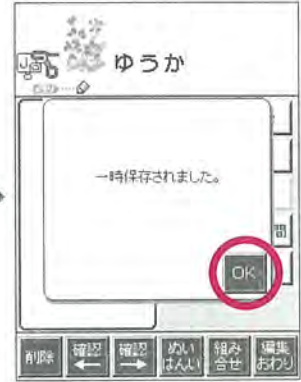 ゆうか
一時保存されました。
間
OK
削除 確認 確認 ぬい 組み 編集
← → はんい 合せ おわり